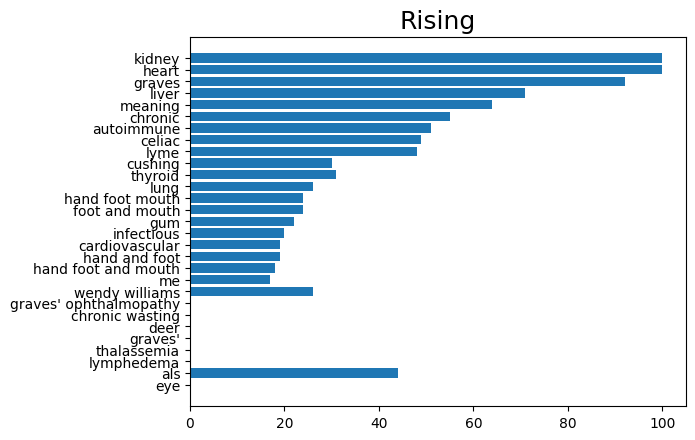 Rising
kidney
heart
graves
liver
meaning
chronic
autoimmune
celiac
lyme
cushing
thyroid
lung
hand foot mouth
foot and mouth
gum
infectious
cardiovascular
hand and foot
hand foot and mouth
me
wendy williams
graves' ophthalmopathy
chronic wasting
deer
graves'
thalassemia
lymphedema
als
eye
0 20 40 60 80 100